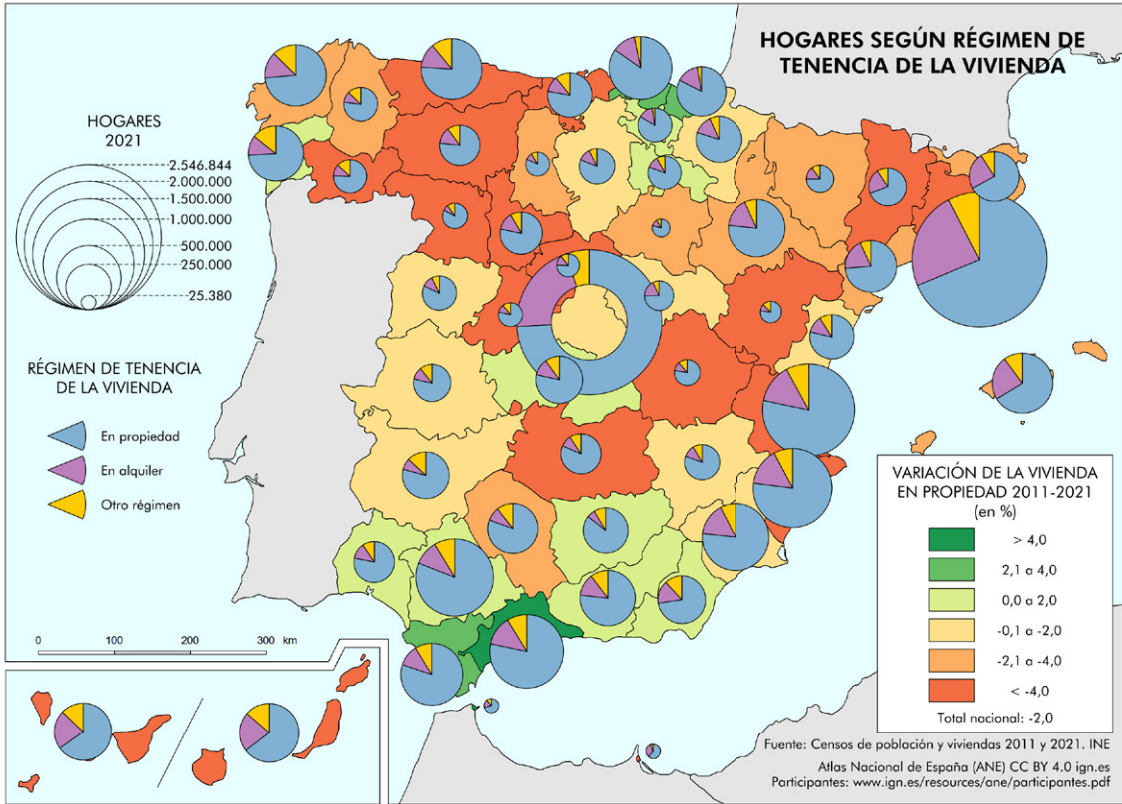 HOGARES SEGÚN RÉGIMEN DE
TENENCIA DE LA VIVIENDA
HOGARES
2021
2.546.844
2.000.000
1.500.000
1.000.000
500.000
250.000
25.380
RÉGIMEN DE TENENCIA
DE LA VIVIENDA
En propiedad
En alquiler
Otro régimen
VARIACIÓN DE LA VIVIENDA
EN PROPIEDAD 2011-2021
(en %)
> 4,0
2,1 a 4,0
0,0 a 2,0
-0,1 a -2,0
-2,1 a -4,0
< -4,0
Total nacional: -2,0
0 100 200 300 km
Fuente: Censos de población y viviendas 2011 y 2021. INE
Atlas Nacional de España (ANE) CC BY 4.0 ign.es
Participantes: www.ign.es/resources/ane/participantes.pdf